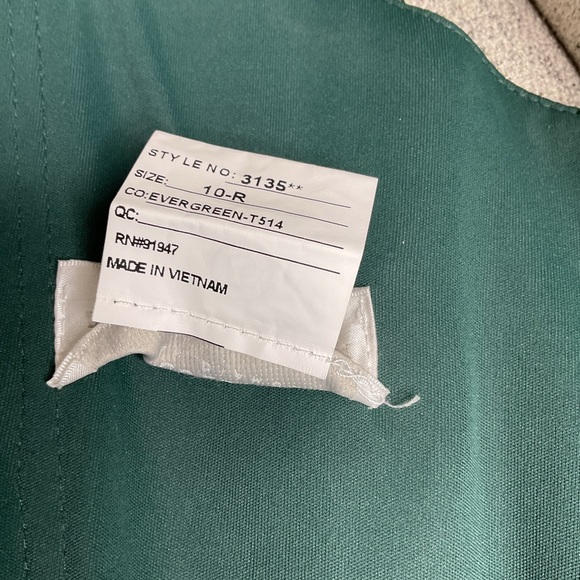 STYLE NO: 3135**
SIZE: 10-R
CO:EVERGREEN-T514
QC:
RN#91947
MADE IN VIETNAM